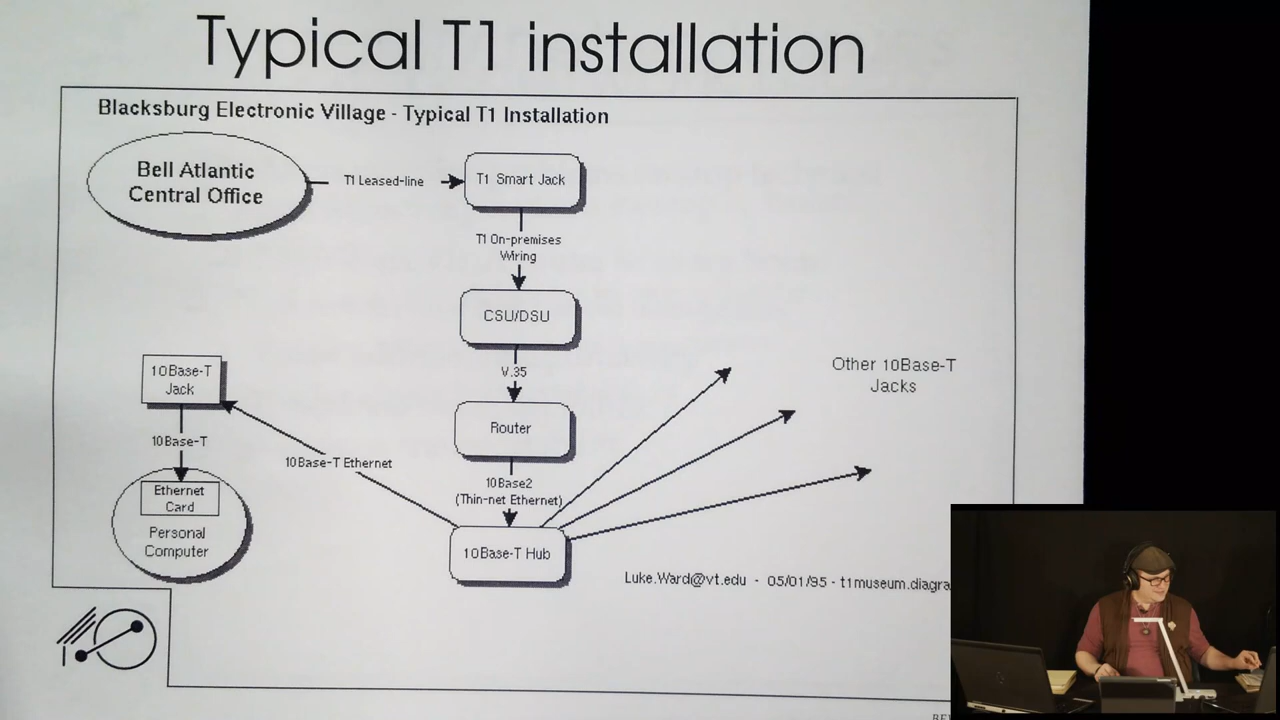 Typical T1 installation
Blacksburg Electronic Village - Typical T1 Installation
Bell Atlantic
Central Office
T1 Leased-line
T1 Smart Jack
T1 On-premises
Wiring
CSU/DSU
V.35
Router
10Base2
(Thin-net Ethernet)
10Base-T Hub
10Base-T Ethernet
10Base-T
Jack
10Base-T
Ethernet
Card
Personal
Computer
Other 10Base-T
Jacks
Luke.Ward@vt.edu - 05/01/95 - t1museum.diagra